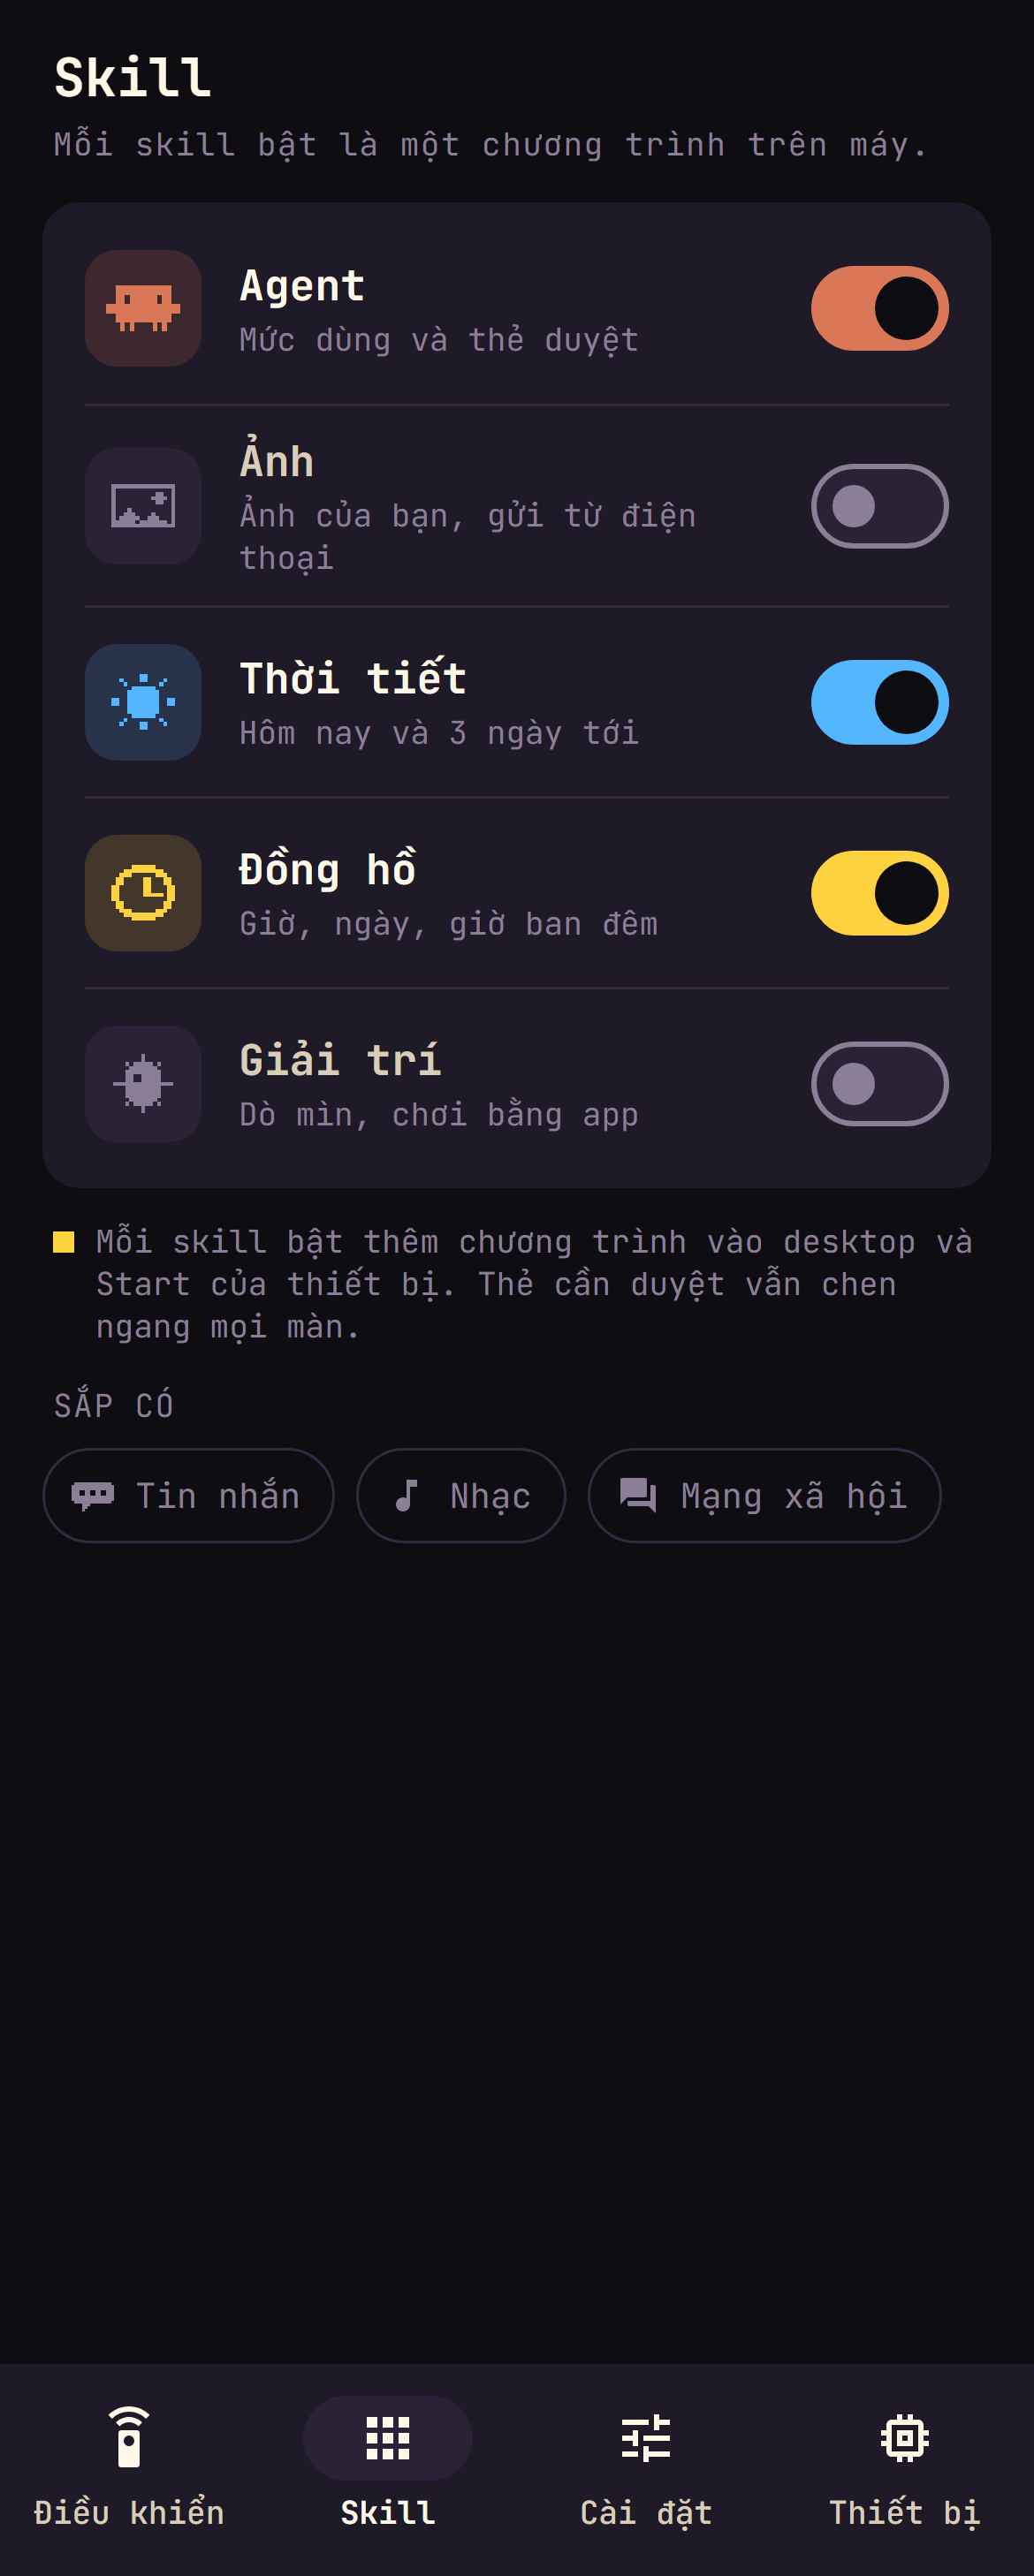 Skill
Mỗi skill bật là một chương trình trên máy.
Agent
Mức dùng và thẻ duyệt
Ảnh
Ảnh của bạn, gửi từ điện
thoại
Thời tiết
Hôm nay và 3 ngày tới
Đồng hồ
Giờ, ngày, giờ ban đêm
Giải trí
Dò mìn, chơi bằng app
Mỗi skill bật thêm chương trình vào desktop và
Start của thiết bị. Thẻ cần duyệt vẫn chen
ngang mọi màn.
SẮP CÓ
Tin nhắn
Nhạc
Mạng xã hội
Điều khiển
Skill
Cài đặt
Thiết bị